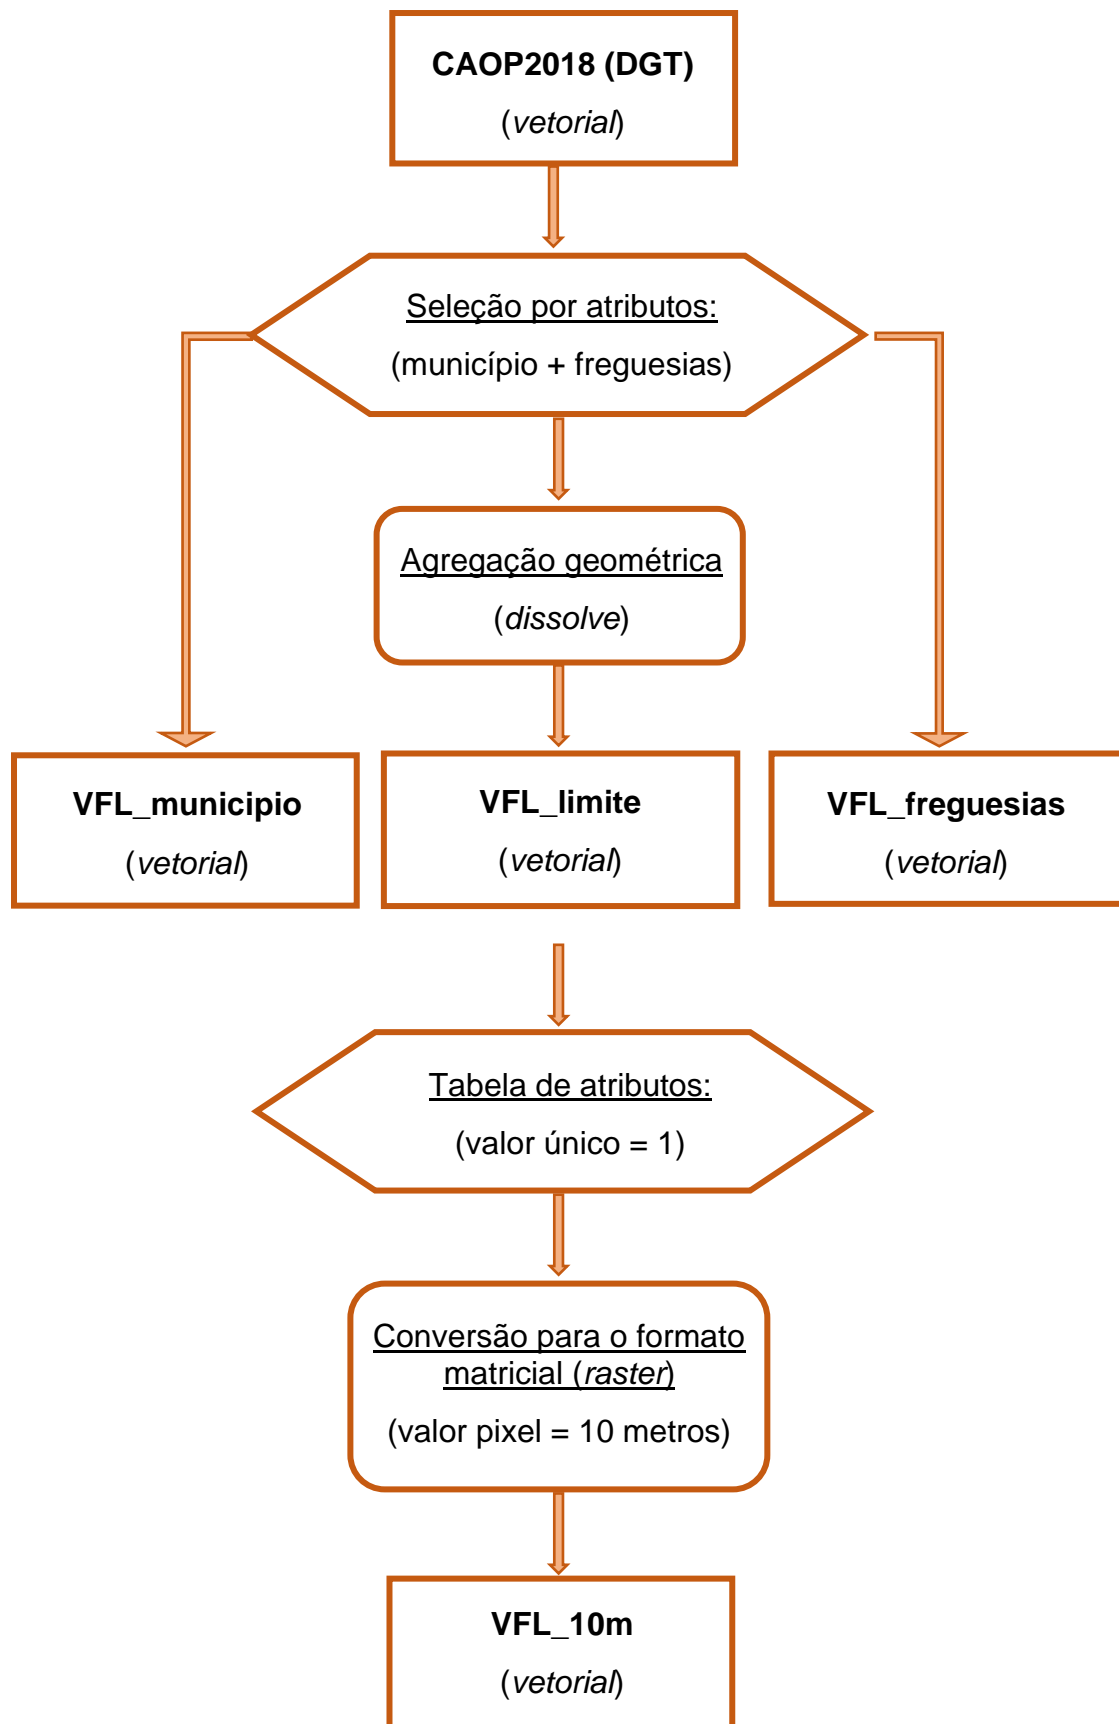 CAOP2018 (DGT)
(vetorial)
Seleção por atributos:
(município + freguesias)
Agregação geométrica
(dissolve)
VFL_municipio
(vetorial)
VFL_limite
(vetorial)
VFL_freguesias
(vetorial)
Tabela de atributos:
(valor único = 1)
Conversão para o formato
matricial (raster)
(valor pixel = 10 metros)
VFL_10m
(vetorial)